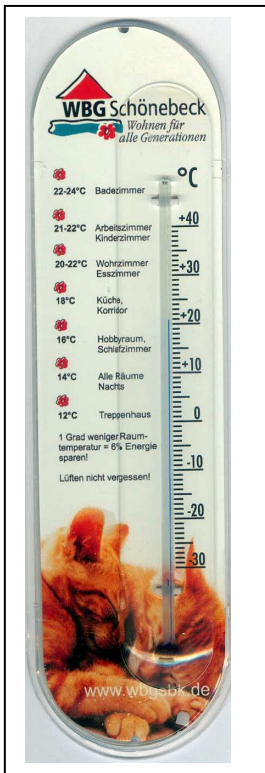 WBG Schönebeck
Wohnen für
alle Generationen
°C
22-24°C Badezimmer
21-22°C Arbeitszimmer
Kinderzimmer
20-22°C Wohnzimmer
Esszimmer
18°C Küche,
Korridor
16°C Hobbyraum,
Schlafzimmer
14°C Alle Räume
Nachts
12°C Treppenhaus
1 Grad weniger Raum-
temperatur = 6% Energie
sparen!
Lüften nicht vergessen!
+40
+30
+20
+10
0
-10
-20
-30
www.wbgsbk.de